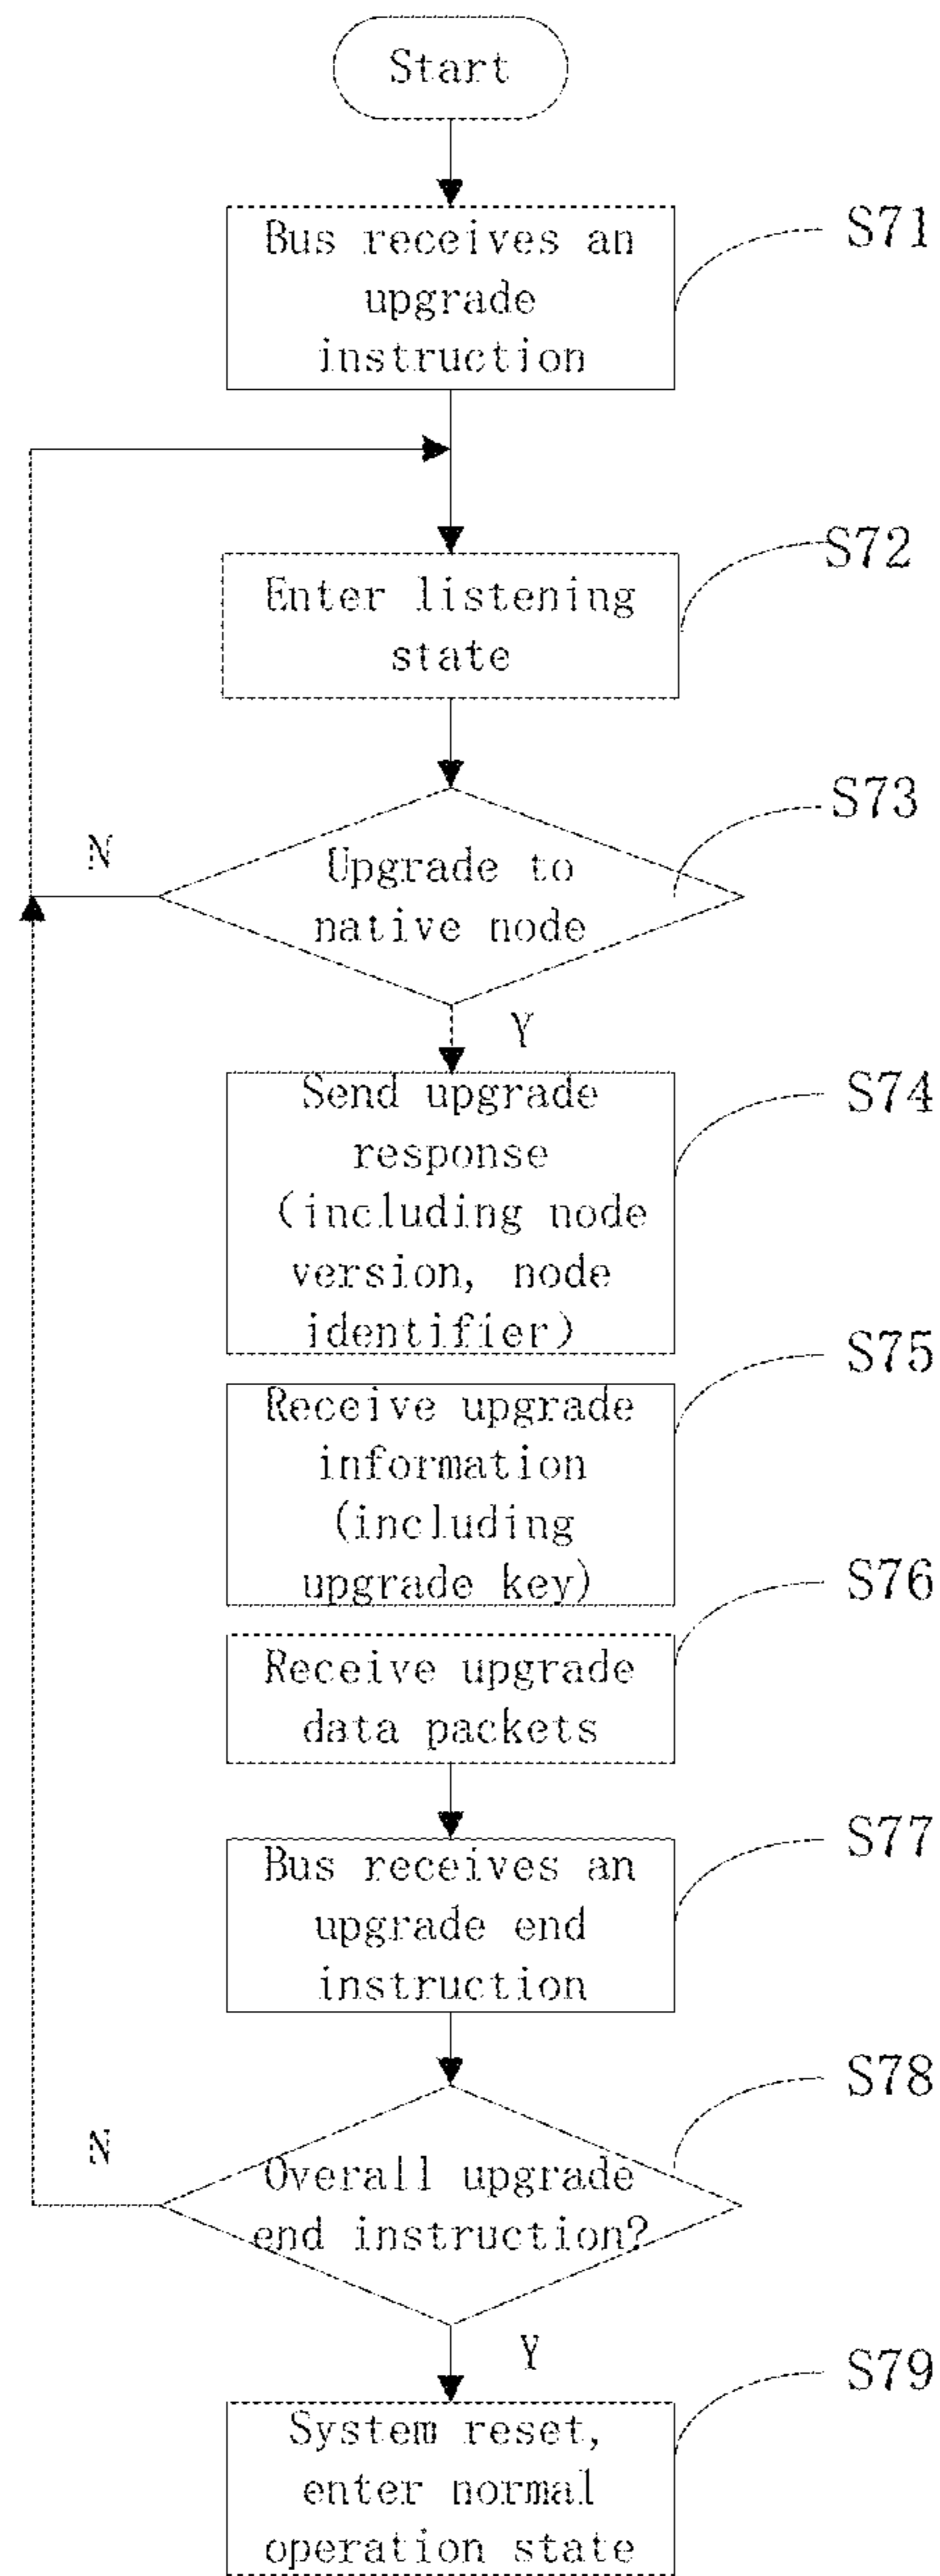 Start
Bus receives an
upgrade
instruction
S71
Enter listening
state
S72
Upgrade to
native node
S73
N
Y
Send upgrade
response
(including node
version, node
identifier)
S74
Receive upgrade
information
(including
upgrade key)
S75
Receive upgrade
data packets
S76
Bus receives an
upgrade end
instruction
S77
Overall upgrade
end instruction?
S78
N
Y
System reset,
enter normal
operation state
S79